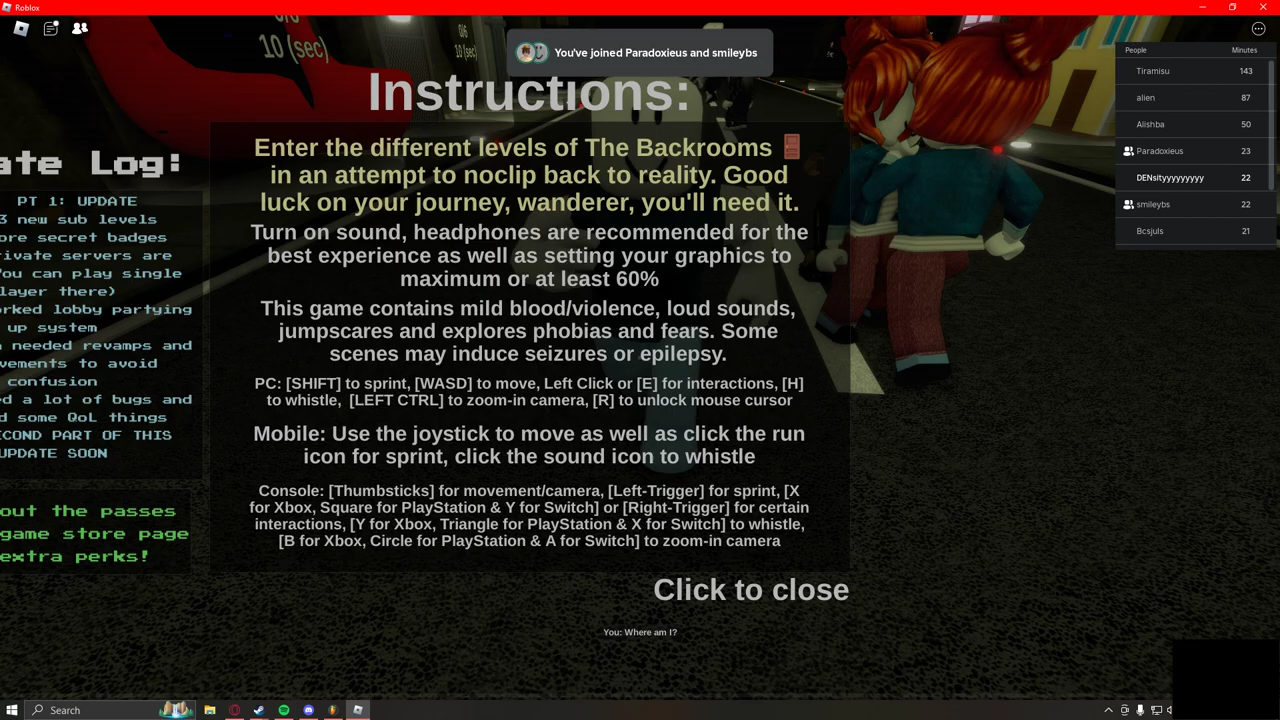 Roblox
0/6
10 (sec)
0/6
10 (sec)
You've joined Paradoxieus and smileybs
People Minutes
Tiramisu 143
alien 87
Alishba 50
Paradoxieus 23
DENsityyyyyyyyy 22
smileybs 22
Bcsjuls 21
Instructions:
Enter the different levels of The Backrooms
in an attempt to noclip back to reality. Good
luck on your journey, wanderer, you'll need it.
Turn on sound, headphones are recommended for the
best experience as well as setting your graphics to
maximum or at least 60%
This game contains mild blood/violence, loud sounds,
jumpscares and explores phobias and fears. Some
scenes may induce seizures or epilepsy.
PC: [SHIFT] to sprint, [WASD] to move, Left Click or [E] for interactions, [H]
to whistle, [LEFT CTRL] to zoom-in camera, [R] to unlock mouse cursor
Mobile: Use the joystick to move as well as click the run
icon for sprint, click the sound icon to whistle
Console: [Thumbsticks] for movement/camera, [Left-Trigger] for sprint, [X
for Xbox, Square for PlayStation & Y for Switch] or [Right-Trigger] for certain
interactions, [Y for Xbox, Triangle for PlayStation & X for Switch] to whistle,
[B for Xbox, Circle for PlayStation & A for Switch] to zoom-in camera
Click to close
You: Where am I?
ate Log:
PT 1: UPDATE
3 new sub levels
ore secret badges
rivate servers are
You can play single
layer there)
orked lobby partying
up system
needed revamps and
vements to avoid
confusion
ed a lot of bugs and
d some QoL things
ECOND PART OF THIS
UPDATE SOON
out the passes
game store page
extra perks!
Search